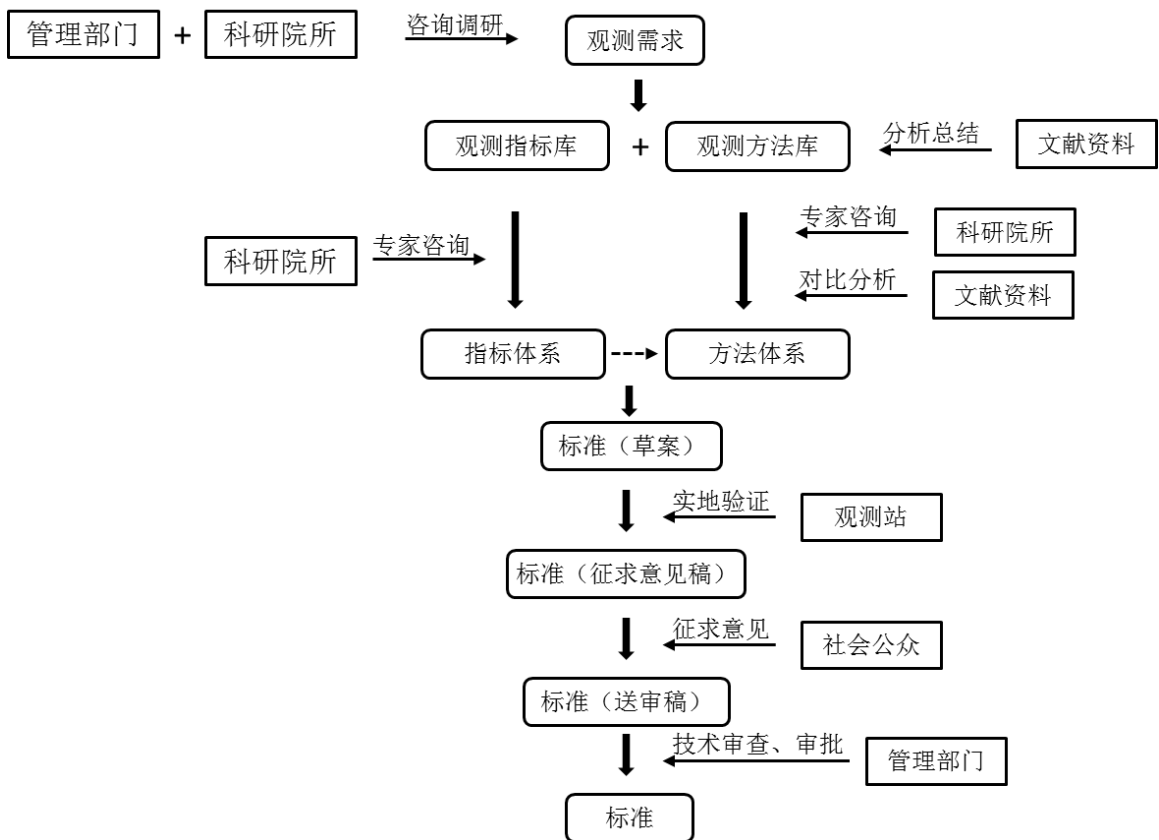 管理部门 + 科研院所 咨询调研 观测需求
观测指标库 + 观测方法库 分析总结 文献资料
科研院所 专家咨询 专家咨询 科研院所
对比分析 文献资料
指标体系 方法体系
标准（草案）
实地验证 观测站
标准（征求意见稿）
征求意见 社会公众
标准（送审稿）
技术审查、审批 管理部门
标准